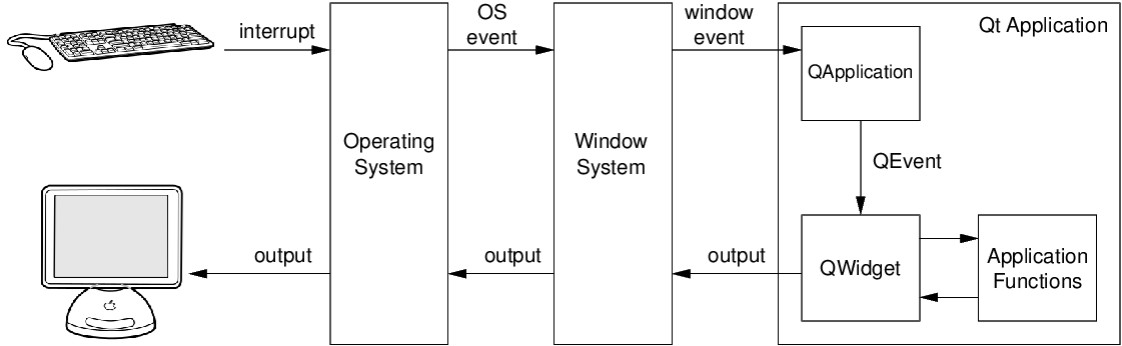 interrupt
OS
event
window
event
Qt Application
QApplication
Operating
System
Window
System
QEvent
output
output
output
QWidget
Application
Functions